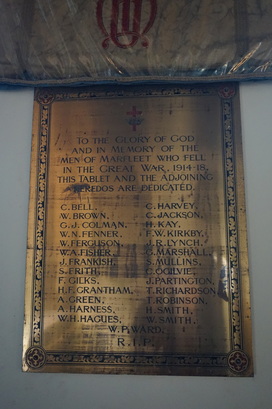 TO THE GLORY OF GOD
AND IN MEMORY OF THE
MEN OF MARFLEET WHO FELL
IN THE GREAT WAR, 1914-18,
THIS TABLET AND THE ADJOINING
REREDOS ARE DEDICATED.
C. BELL, C. HARVEY,
W. BROWN, C. JACKSON,
G. J. COLMAN, H. KAY,
W. N. FENNER, F. W. KIRKBY,
W. FERGUSON, J. R. LYNCH,
W. A. FISHER, G. MARSHALL,
F. FRANKISH, A. MULLINS,
S. FRITH, C. OGILVIE,
F. GILKS, J. PARTINGTON,
H. E. GRANTHAM, T. RICHARDSON,
A. GREEN, T. ROBINSON,
A. HARNESS, H. SMITH,
W. H. HAGUES, W. SMITH,
W. P. WARD.
R.I.P.